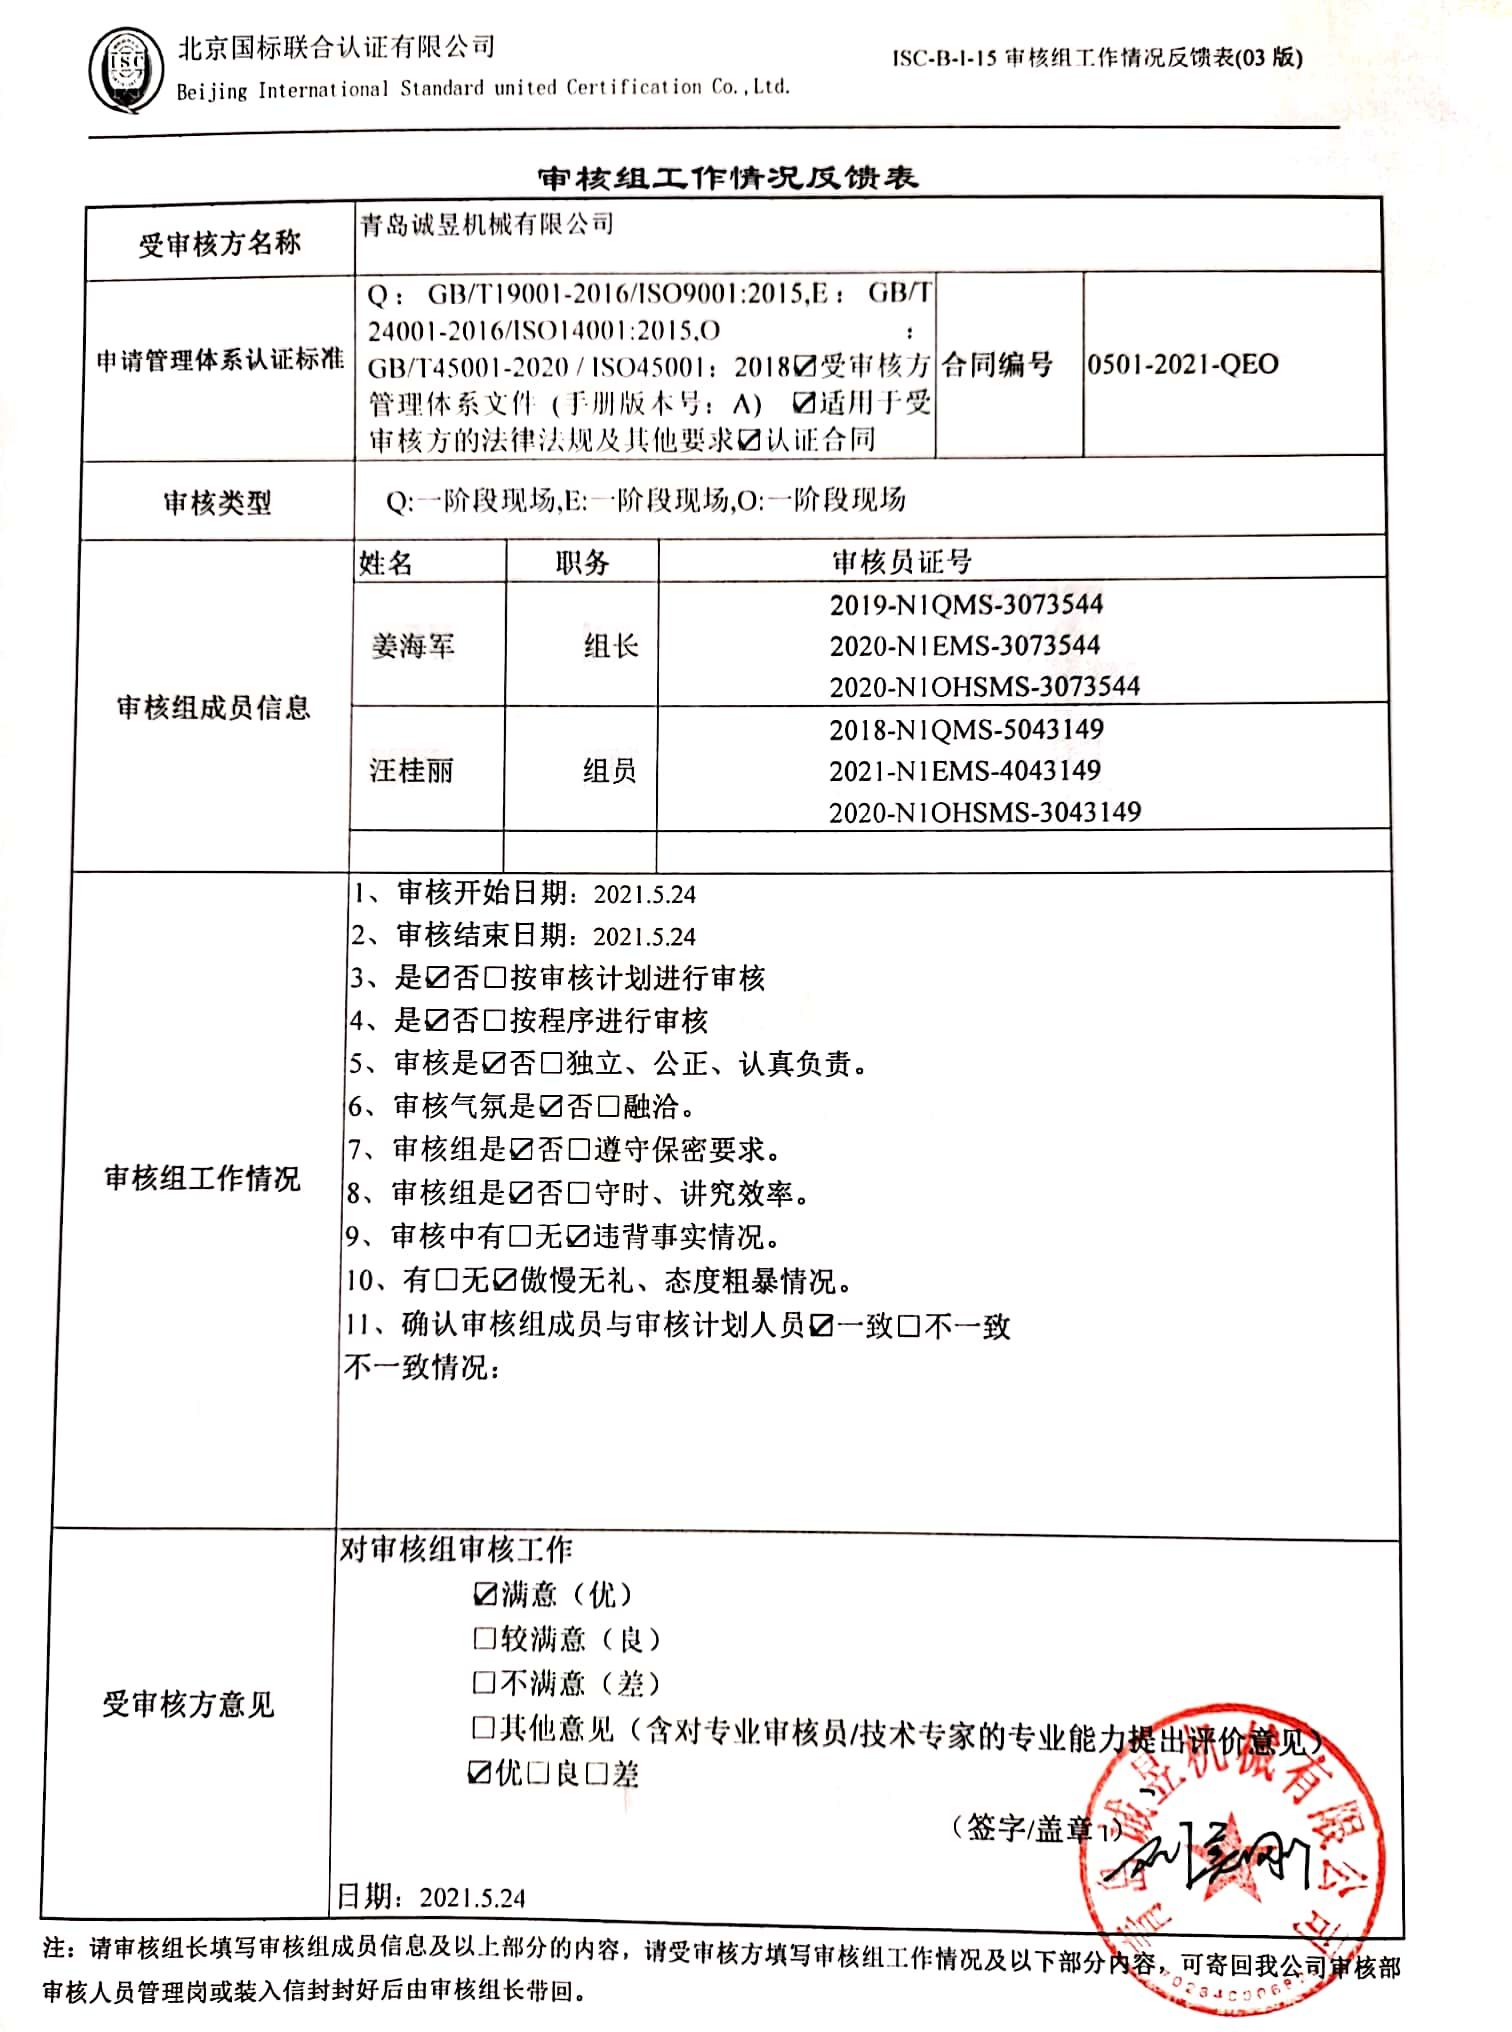 北京国标联合认证有限公司
Beijing International Standard united Certification Co.,Ltd.
ISC-B-I-15 审核组工作情况反馈表(03 版)
ISC
审核组工作情况反馈表
受审核方名称
青岛诚昱机械有限公司
申请管理体系认证标准
Q： GB/T19001-2016/ISO9001:2015,E： GB/T
24001-2016/ISO14001:2015,O ：
GB/T45001-2020 / ISO45001：2018☑受审核方
管理体系文件（手册版本号：A) ☑适用于受
审核方的法律法规及其他要求☑认证合同
合同编号
0501-2021-QEO
审核类型
Q:一阶段现场,E:一阶段现场,O:一阶段现场
审核组成员信息
姓名 职务 审核员证号
姜海军 组长
2019-N1QMS-3073544
2020-N1EMS-3073544
2020-N1OHSMS-3073544
汪桂丽 组员
2018-N1QMS-5043149
2021-N1EMS-4043149
2020-N1OHSMS-3043149
审核组工作情况
1、审核开始日期：2021.5.24
2、审核结束日期：2021.5.24
3、是☑否□按审核计划进行审核
4、是☑否□按程序进行审核
5、审核是☑否□独立、公正、认真负责。
6、审核气氛是☑否□融洽。
7、审核组是☑否□遵守保密要求。
8、审核组是☑否□守时、讲究效率。
9、审核中有□无☑违背事实情况。
10、有□无☑傲慢无礼、态度粗暴情况。
11、确认审核组成员与审核计划人员☑一致□不一致
不一致情况：
受审核方意见
对审核组审核工作
☑满意（优）
□较满意（良）
□不满意（差）
□其他意见（含对专业审核员/技术专家的专业能力提出评价意见）
☑优□良□差
（签字/盖章）
青岛诚昱机械有限公司
日期：2021.5.24
注：请审核组长填写审核组成员信息及以上部分的内容，请受审核方填写审核组工作情况及以下部分内容，可寄回我公司审核部
审核人员管理岗或装入信封封好后由审核组长带回。